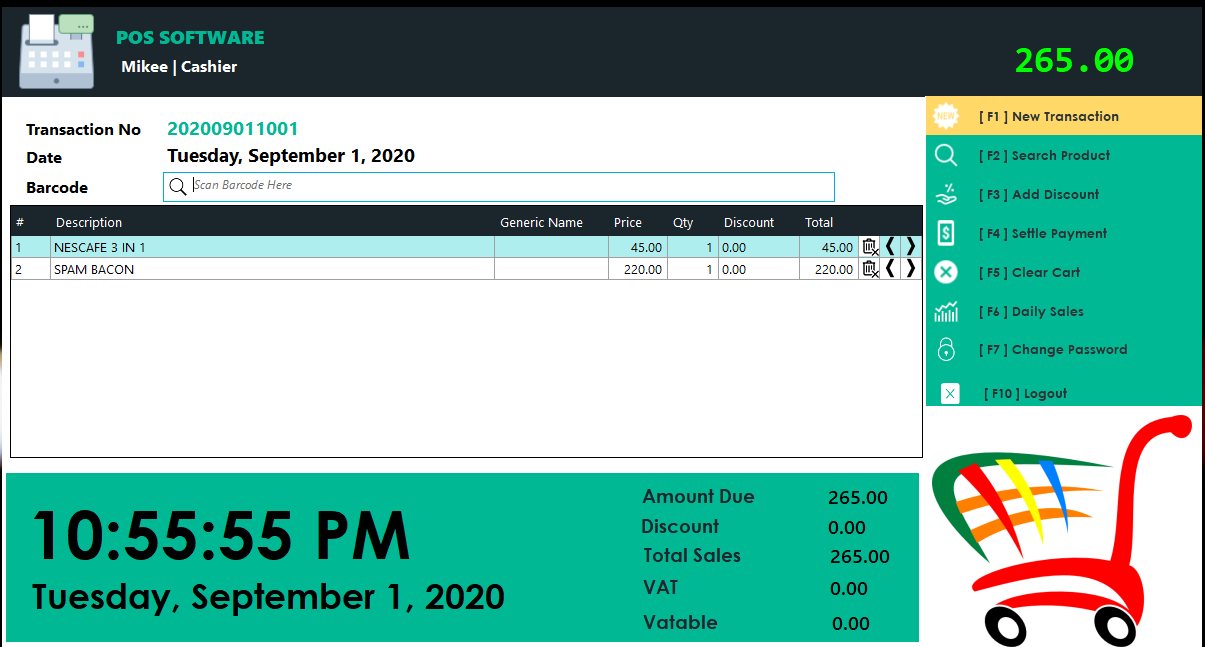 POS SOFTWARE
Mikee | Cashier
265.00
Transaction No 202009011001
Date Tuesday, September 1, 2020
Barcode Scan Barcode Here
# Description Generic Name Price Qty Discount Total
1 NESCAFE 3 IN 1 45.00 1 0.00 45.00
2 SPAM BACON 220.00 1 0.00 220.00
NEW [ F1 ] New Transaction
[ F2 ] Search Product
[ F3 ] Add Discount
[ F4 ] Settle Payment
[ F5 ] Clear Cart
[ F6 ] Daily Sales
[ F7 ] Change Password
[ F10 ] Logout
10:55:55 PM
Tuesday, September 1, 2020
Amount Due 265.00
Discount 0.00
Total Sales 265.00
VAT 0.00
Vatable 0.00